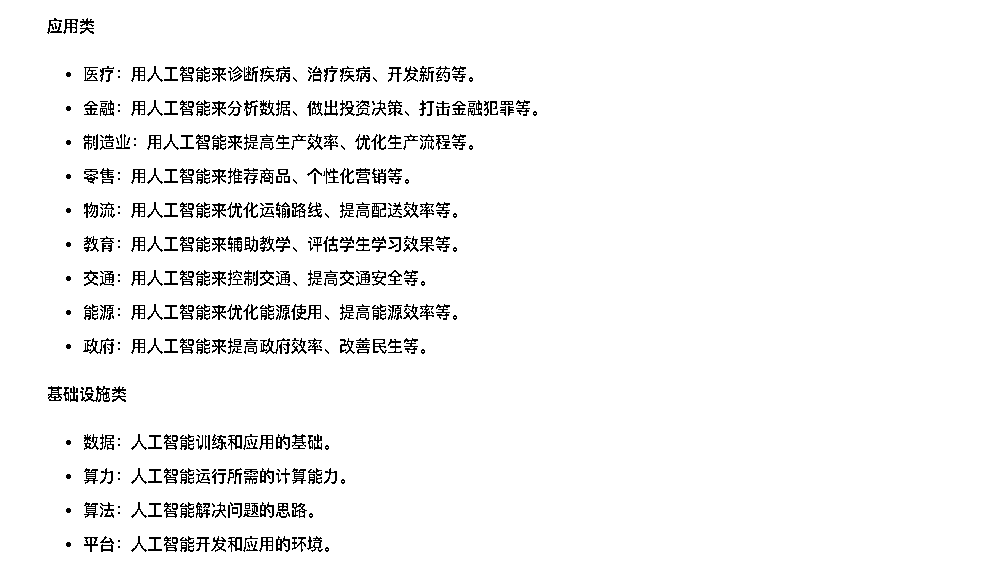 应用类
• 医疗：用人工智能来诊断疾病、治疗疾病、开发新药等。
• 金融：用人工智能来分析数据、做出投资决策、打击金融犯罪等。
• 制造业：用人工智能来提高生产效率、优化生产流程等。
• 零售：用人工智能来推荐商品、个性化营销等。
• 物流：用人工智能来优化运输路线、提高配送效率等。
• 教育：用人工智能来辅助教学、评估学生学习效果等。
• 交通：用人工智能来控制交通、提高交通安全等。
• 能源：用人工智能来优化能源使用、提高能源效率等。
• 政府：用人工智能来提高政府效率、改善民生等。
基础设施类
• 数据：人工智能训练和应用的基础。
• 算力：人工智能运行所需的计算能力。
• 算法：人工智能解决问题的思路。
• 平台：人工智能开发和应用的环境。